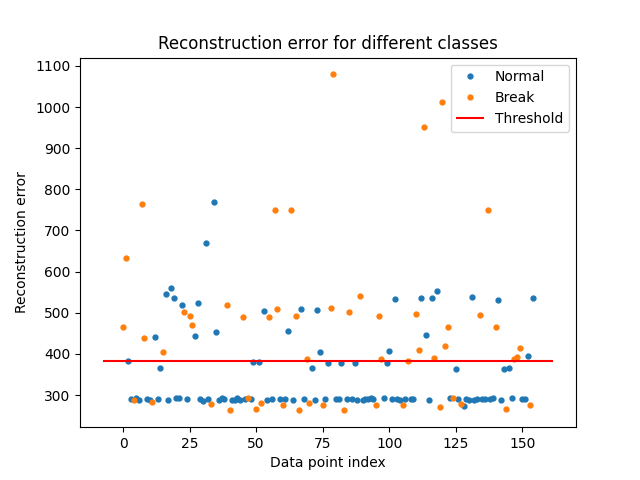 Reconstruction error for different classes
Normal
Break
Threshold
Reconstruction error
1100
1000
900
800
700
600
500
400
300
0 25 50 75 100 125 150
Data point index